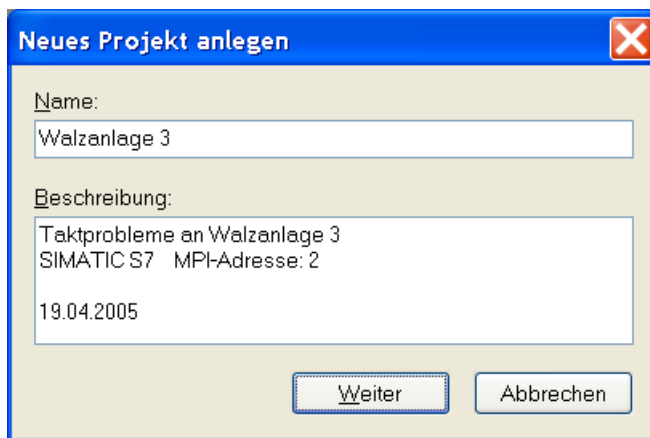 Neues Projekt anlegen
Name:
Walzanlage 3
Beschreibung:
Taktprobleme an Walzanlage 3
SIMATIC S7   MPI-Adresse: 2
19.04.2005
Weiter
Abbrechen